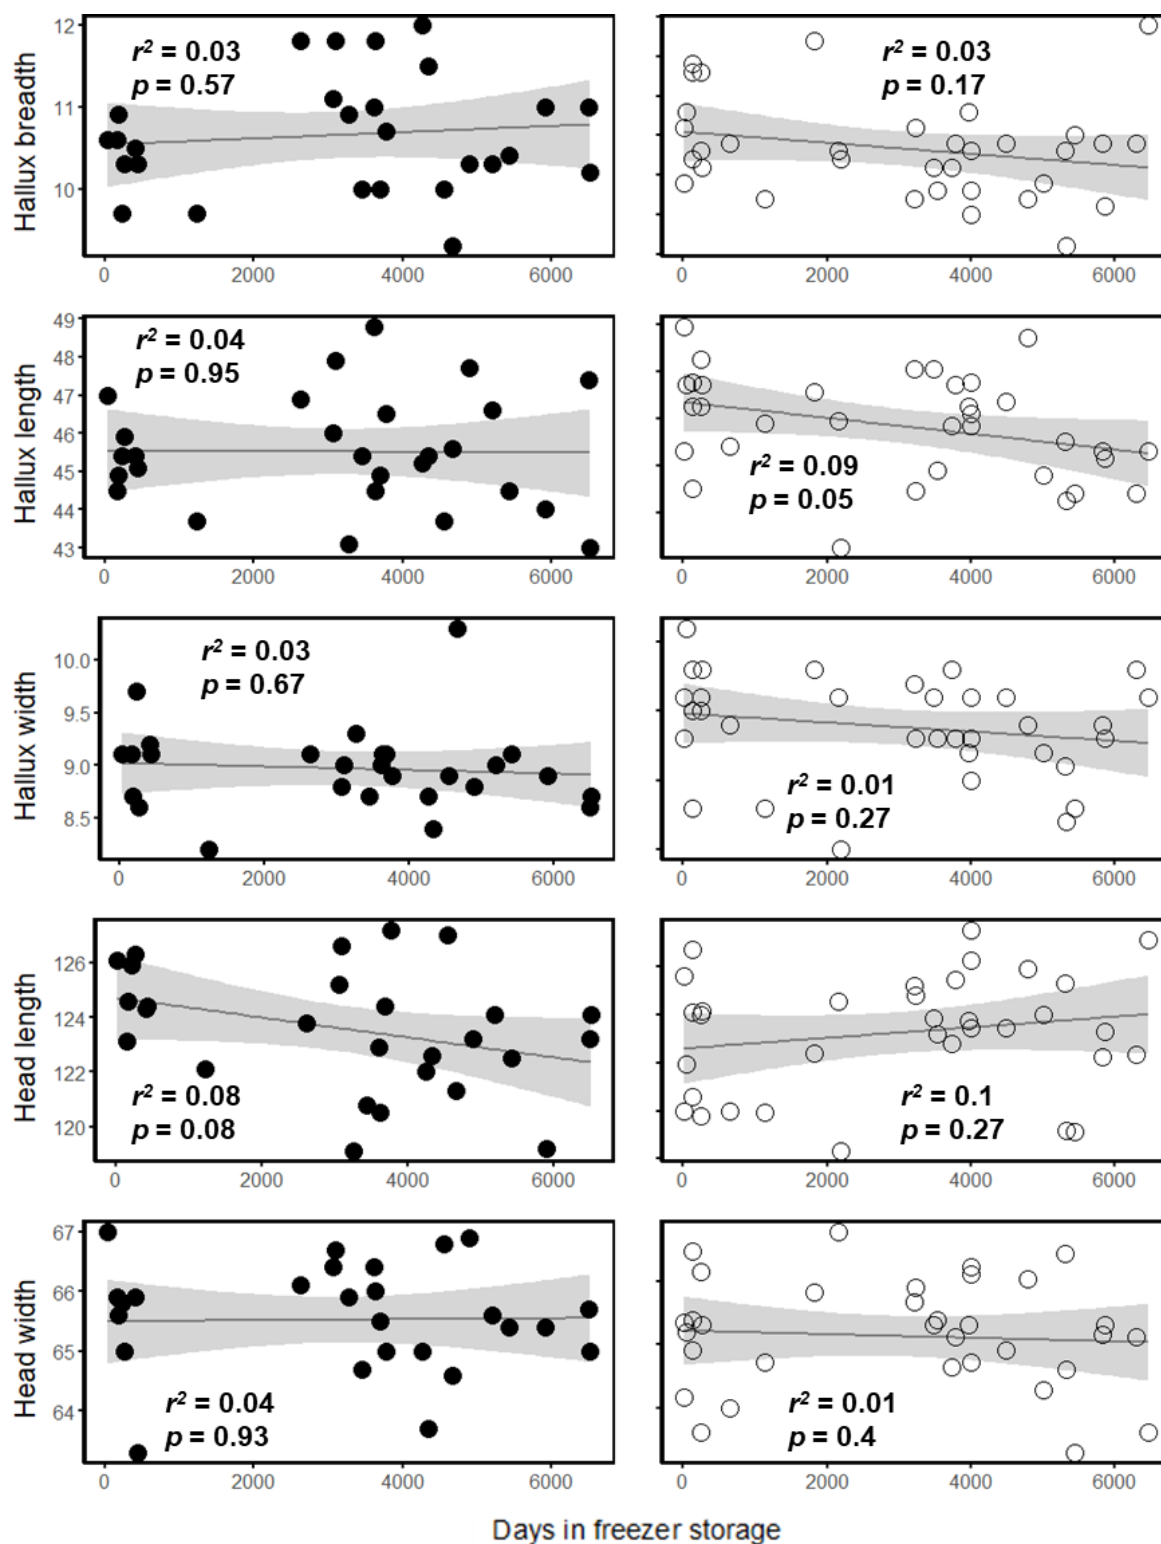 Hallux breadth
12
11
10
r² = 0.03
p = 0.57
0 2000 4000 6000
r² = 0.03
p = 0.17
0 2000 4000 6000
Hallux length
49
48
47
46
45
44
43
r² = 0.04
p = 0.95
0 2000 4000 6000
r² = 0.09
p = 0.05
0 2000 4000 6000
Hallux width
10.0
9.5
9.0
8.5
r² = 0.03
p = 0.67
0 2000 4000 6000
r² = 0.01
p = 0.27
0 2000 4000 6000
Head length
126
124
122
120
r² = 0.08
p = 0.08
0 2000 4000 6000
r² = 0.1
p = 0.27
0 2000 4000 6000
Head width
67
66
65
64
r² = 0.04
p = 0.93
0 2000 4000 6000
r² = 0.01
p = 0.4
0 2000 4000 6000
Days in freezer storage